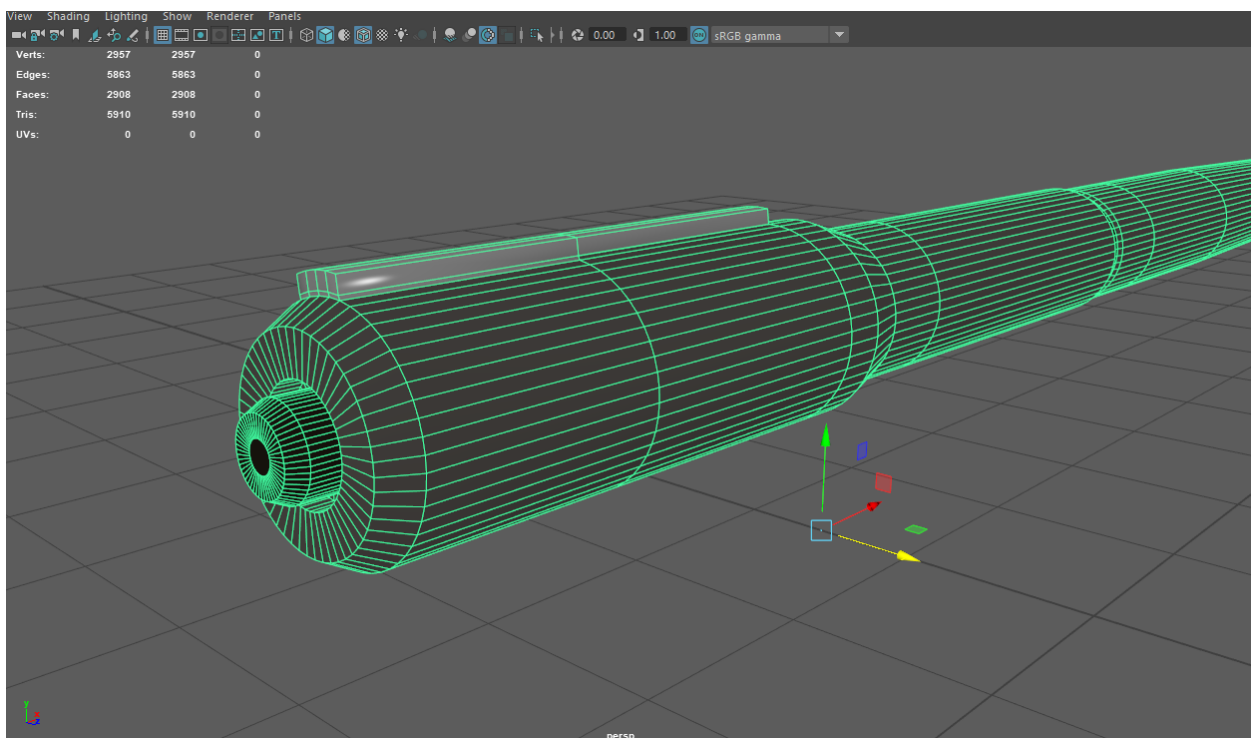 View Shading Lighting Show Renderer Panels
0.00 1.00 ON sRGB gamma
Verts: 2957 2957 0
Edges: 5863 5863 0
Faces: 2908 2908 0
Tris: 5910 5910 0
UVs: 0 0 0
y
x
z
persp